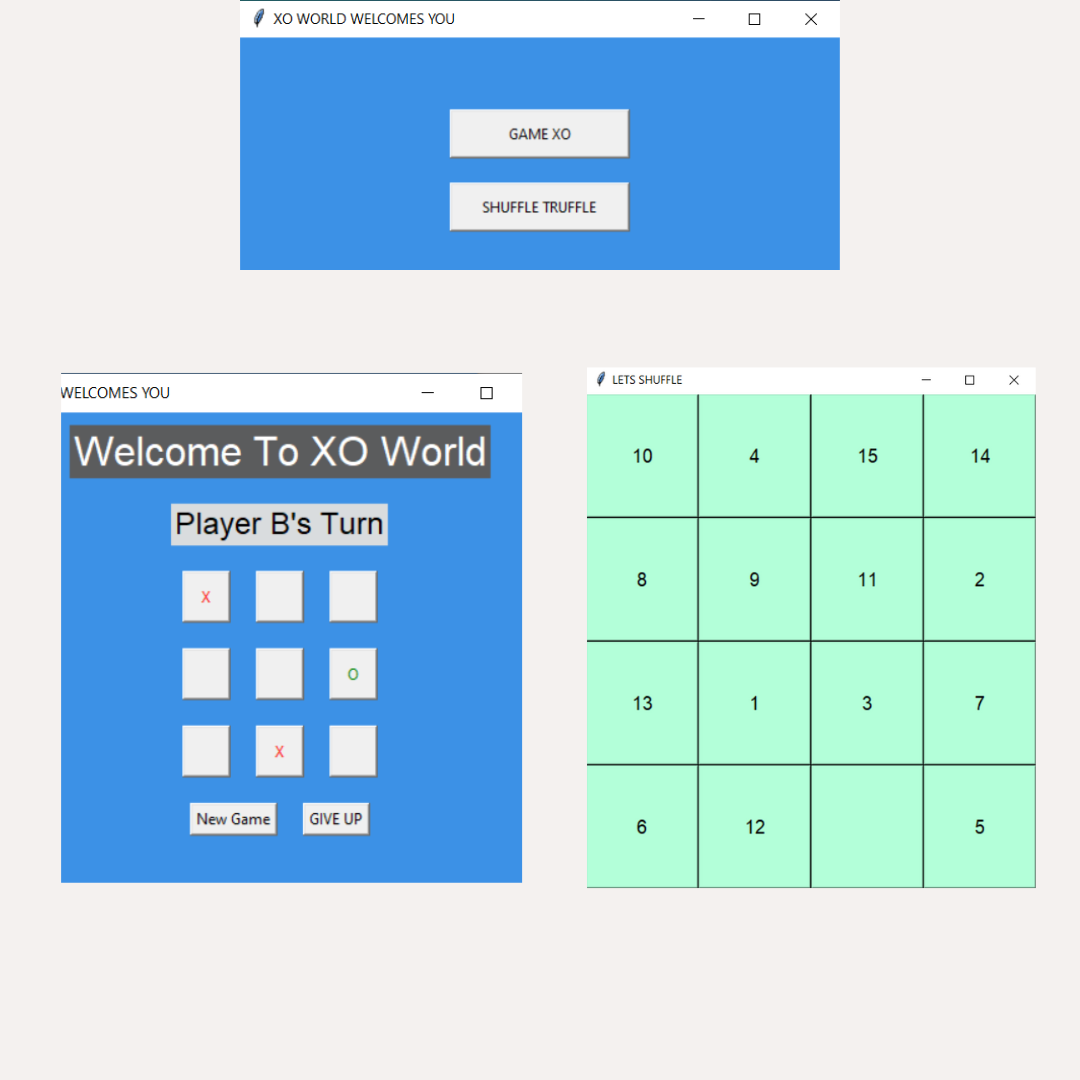 XO WORLD WELCOMES YOU
GAME XO
SHUFFLE TRUFFLE
WELCOMES YOU
Welcome To XO World
Player B's Turn
X
O
X
New Game GIVE UP
LETS SHUFFLE
10 4 15 14
8 9 11 2
13 1 3 7
6 12 5